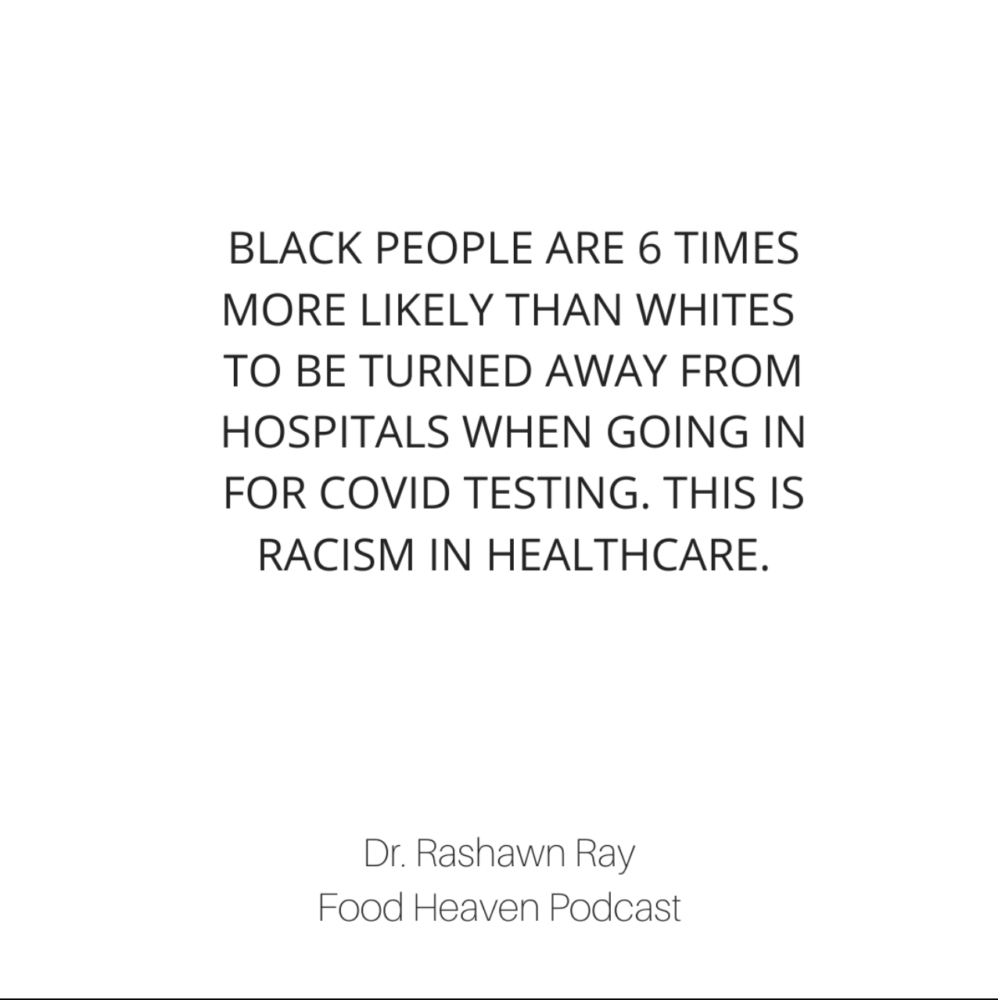 BLACK PEOPLE ARE 6 TIMES
MORE LIKELY THAN WHITES
TO BE TURNED AWAY FROM
HOSPITALS WHEN GOING IN
FOR COVID TESTING. THIS IS
RACISM IN HEALTHCARE.
Dr. Rashawn Ray
Food Heaven Podcast